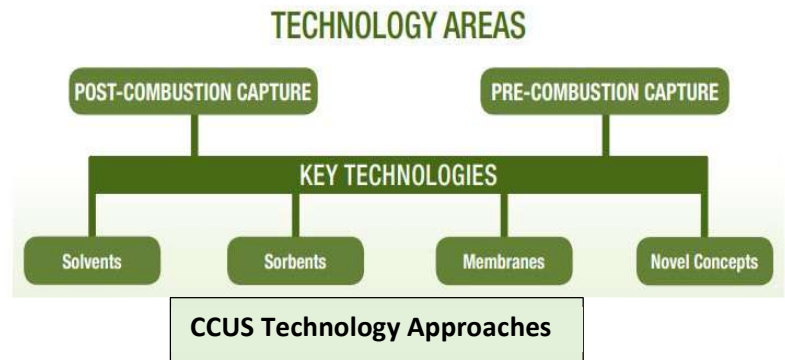 TECHNOLOGY AREAS
POST-COMBUSTION CAPTURE
PRE-COMBUSTION CAPTURE
KEY TECHNOLOGIES
Solvents
Sorbents
Membranes
Novel Concepts
CCUS Technology Approaches